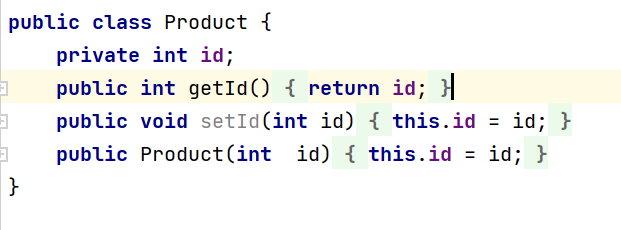 public class Product {
    private int id;
    public int getId() { return id; }
    public void setId(int id) { this.id = id; }
    public Product(int  id) { this.id = id; }
}